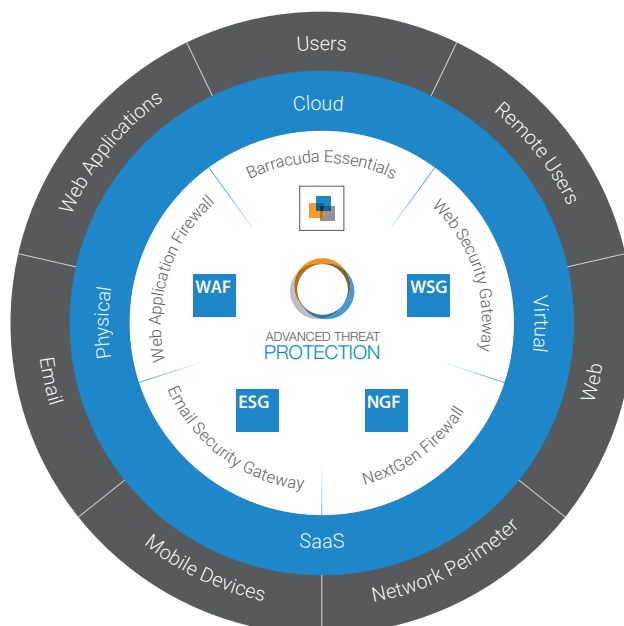 Users
Remote Users
Web
Network Perimeter
Mobile Devices
Email
Web Applications
Cloud
Virtual
SaaS
Physical
Barracuda Essentials
Web Security Gateway
WSG
NextGen Firewall
NGF
Email Security Gateway
ESG
Web Application Firewall
WAF
ADVANCED THREAT
PROTECTION